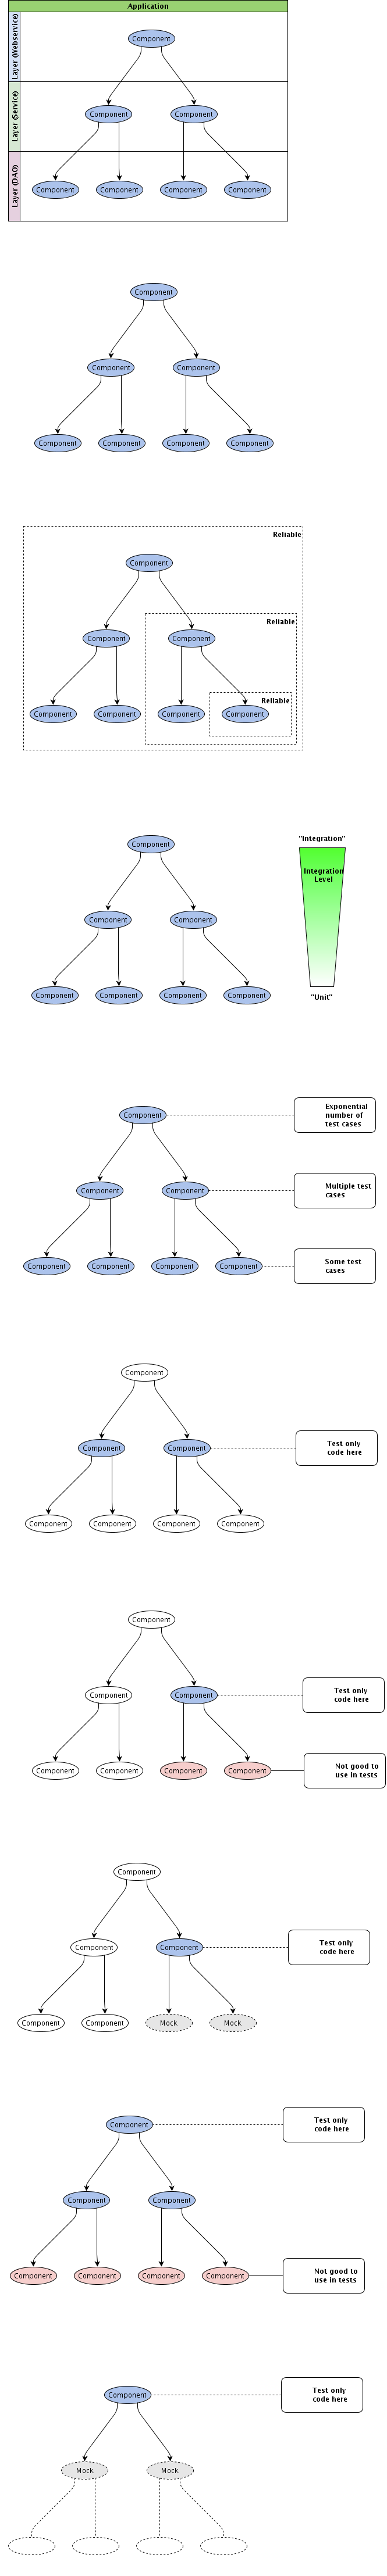 Application
Layer (Webservice)
Component
Layer (Service)
Component Component
Layer (DAO)
Component Component Component Component
Component
Component Component
Component Component Component Component
Reliable
Component
Reliable
Component Component
Reliable
Component Component Component Component
"Integration"
Component
Integration
Level
Component Component
Component Component Component Component
"Unit"
Exponential
Component
number of
test cases
Multiple test
Component Component
cases
Some test
Component Component Component Component
cases
Component
Test only
Component Component
code here
Component Component Component Component
Component
Test only
Component Component
code here
Not good to
Component Component Component Component
use in tests
Component
Test only
Component Component
code here
Component Component Mock Mock
Test only
Component
code here
Component Component
Not good to
Component Component Component Component
use in tests
Test only
Component
code here
Mock Mock